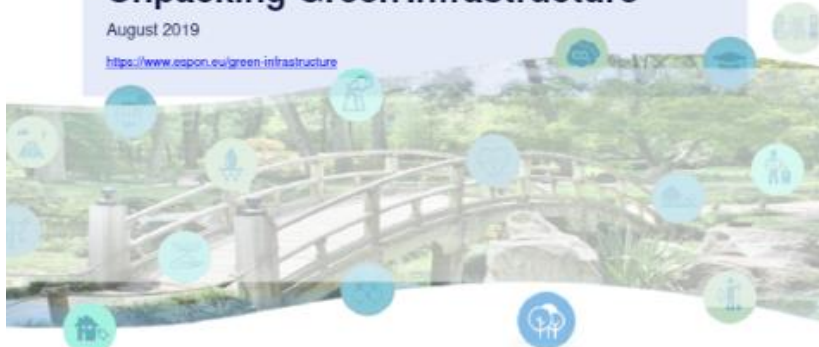 Unpacking Green Infrastructure
August 2019
https://www.espon.eu/green-infrastructure